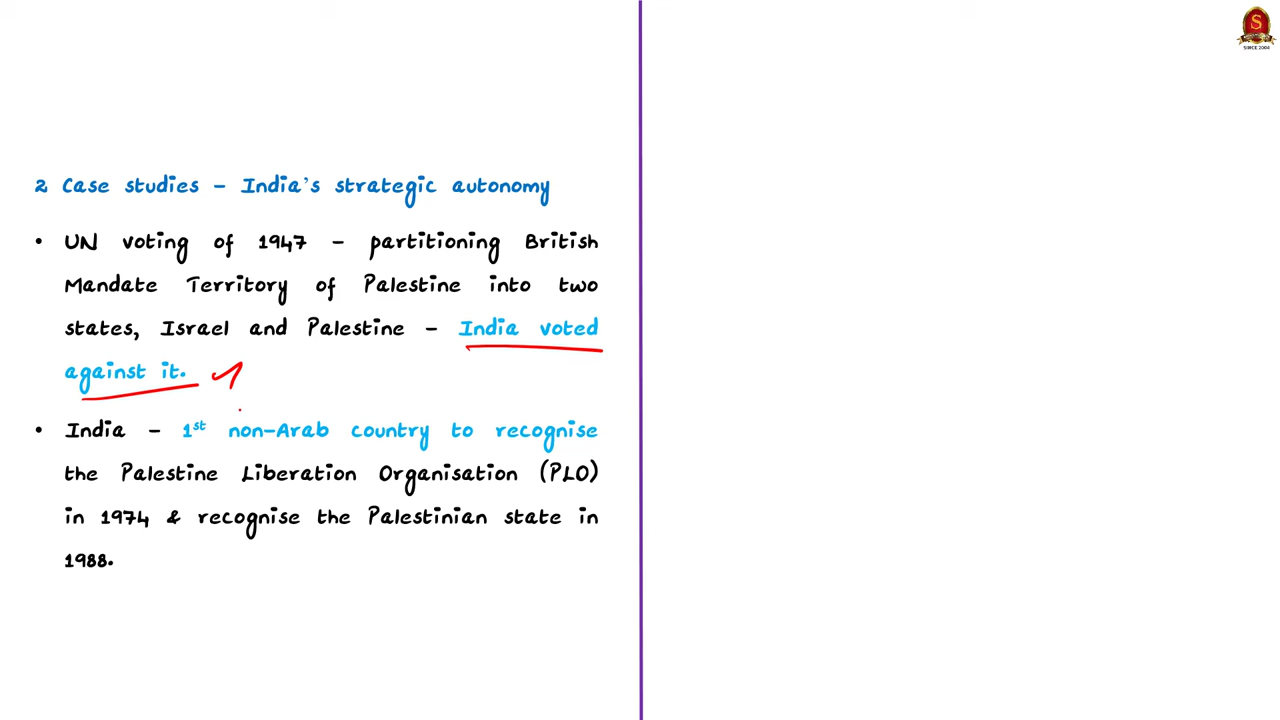 S
SINCE 2004
2 Case studies – India's strategic autonomy
• UN voting of 1947 – partitioning British
Mandate Territory of Palestine into two
states, Israel and Palestine – India voted
against it.
• India – 1st non-Arab country to recognise
the Palestine Liberation Organisation (PLO)
in 1974 & recognise the Palestinian state in
1988.